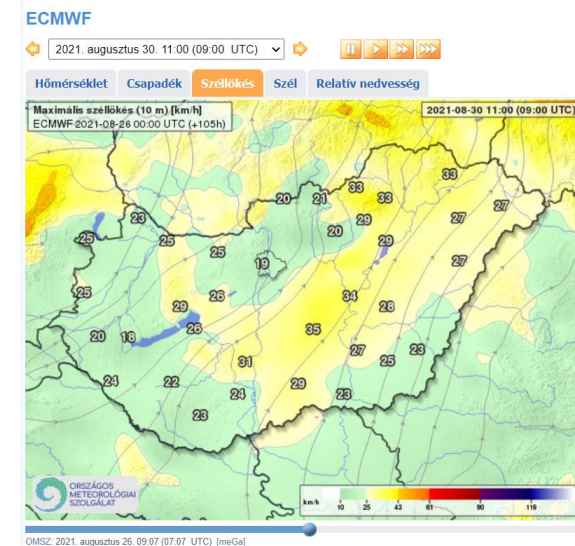 ECMWF
2021. augusztus 30. 11:00 (09:00 UTC)
Hőmérséklet Csapadék Széllökés Szél Relatív nedvesség
Maximális széllökés (10 m) [km/h]
ECMWF 2021-08-26 00:00 UTC (+105h)
2021-08-30 11:00 (09:00 UTC)
33
33 33
20 21
27 27
23 29
20
25 25 29
25
19 27
25 26 34
29 28
26 35
20 18
27 23
31 25
24 22 29
24 23
23
ORSZÁGOS
METEOROLÓGIAI
SZOLGÁLAT
km/h 10 25 43 61 90 119
OMSZ: 2021. augusztus 26. 09:07 (07:07 UTC) [meGa]